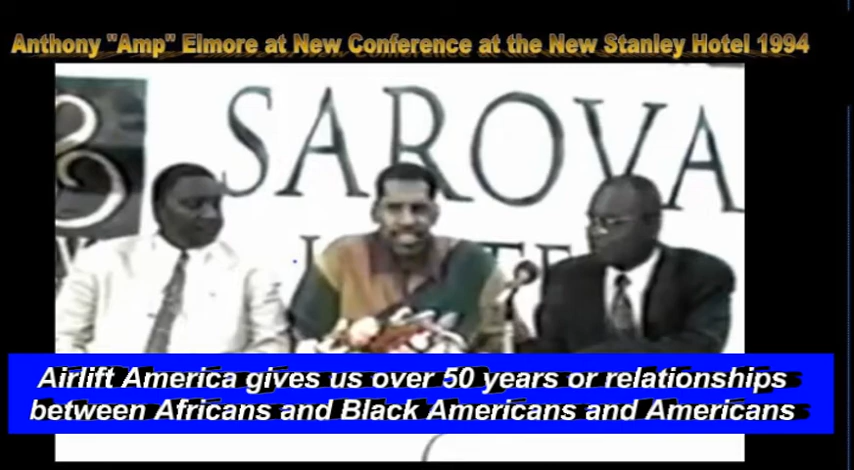 Anthony "Amp" Elmore at New Conference at the New Stanley Hotel 1994
SAROVA
Airlift America gives us over 50 years or relationships
between Africans and Black Americans and Americans